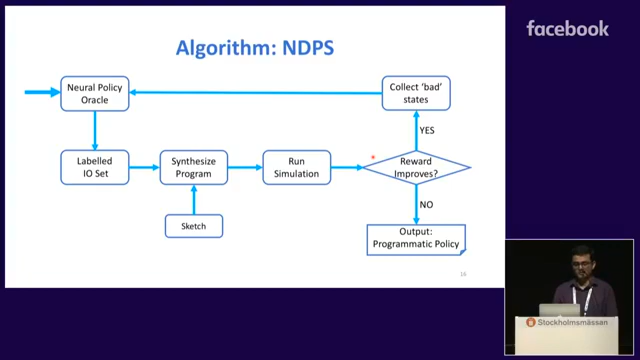 facebook
Algorithm: NDPS
Neural Policy
Oracle
Collect 'bad'
states
YES
Labelled
IO Set
Synthesize
Program
Run
Simulation
Reward
Improves?
NO
Sketch
Output:
Programmatic Policy
16
Stockholmsmässan